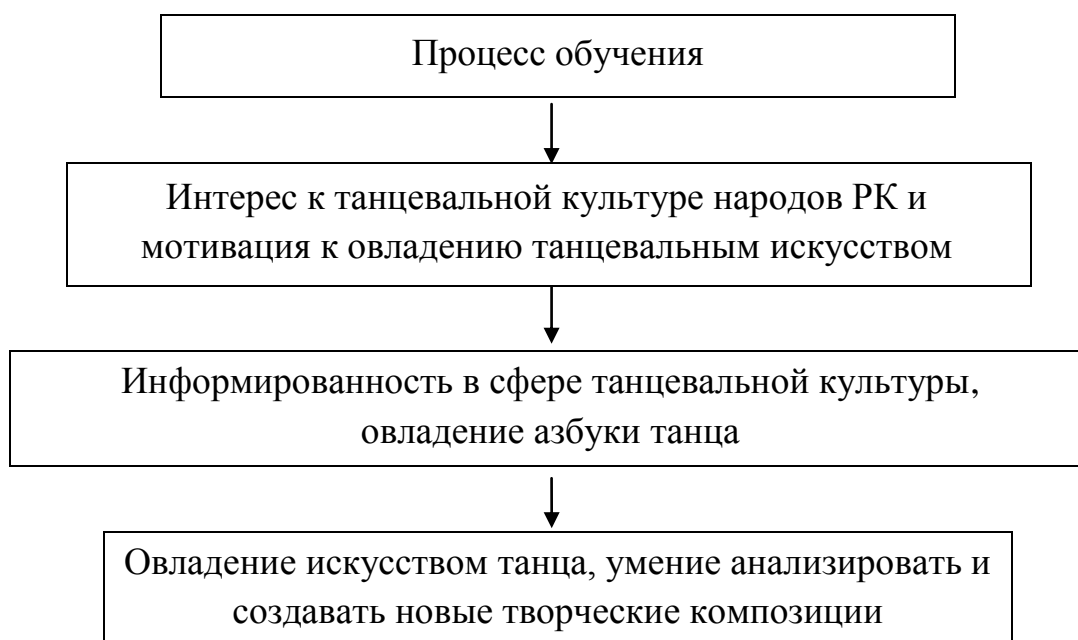 Процесс обучения
Интерес к танцевальной культуре народов РК и
мотивация к овладению танцевальным искусством
Информированность в сфере танцевальной культуры,
овладение азбуки танца
Овладение искусством танца, умение анализировать и
создавать новые творческие композиции